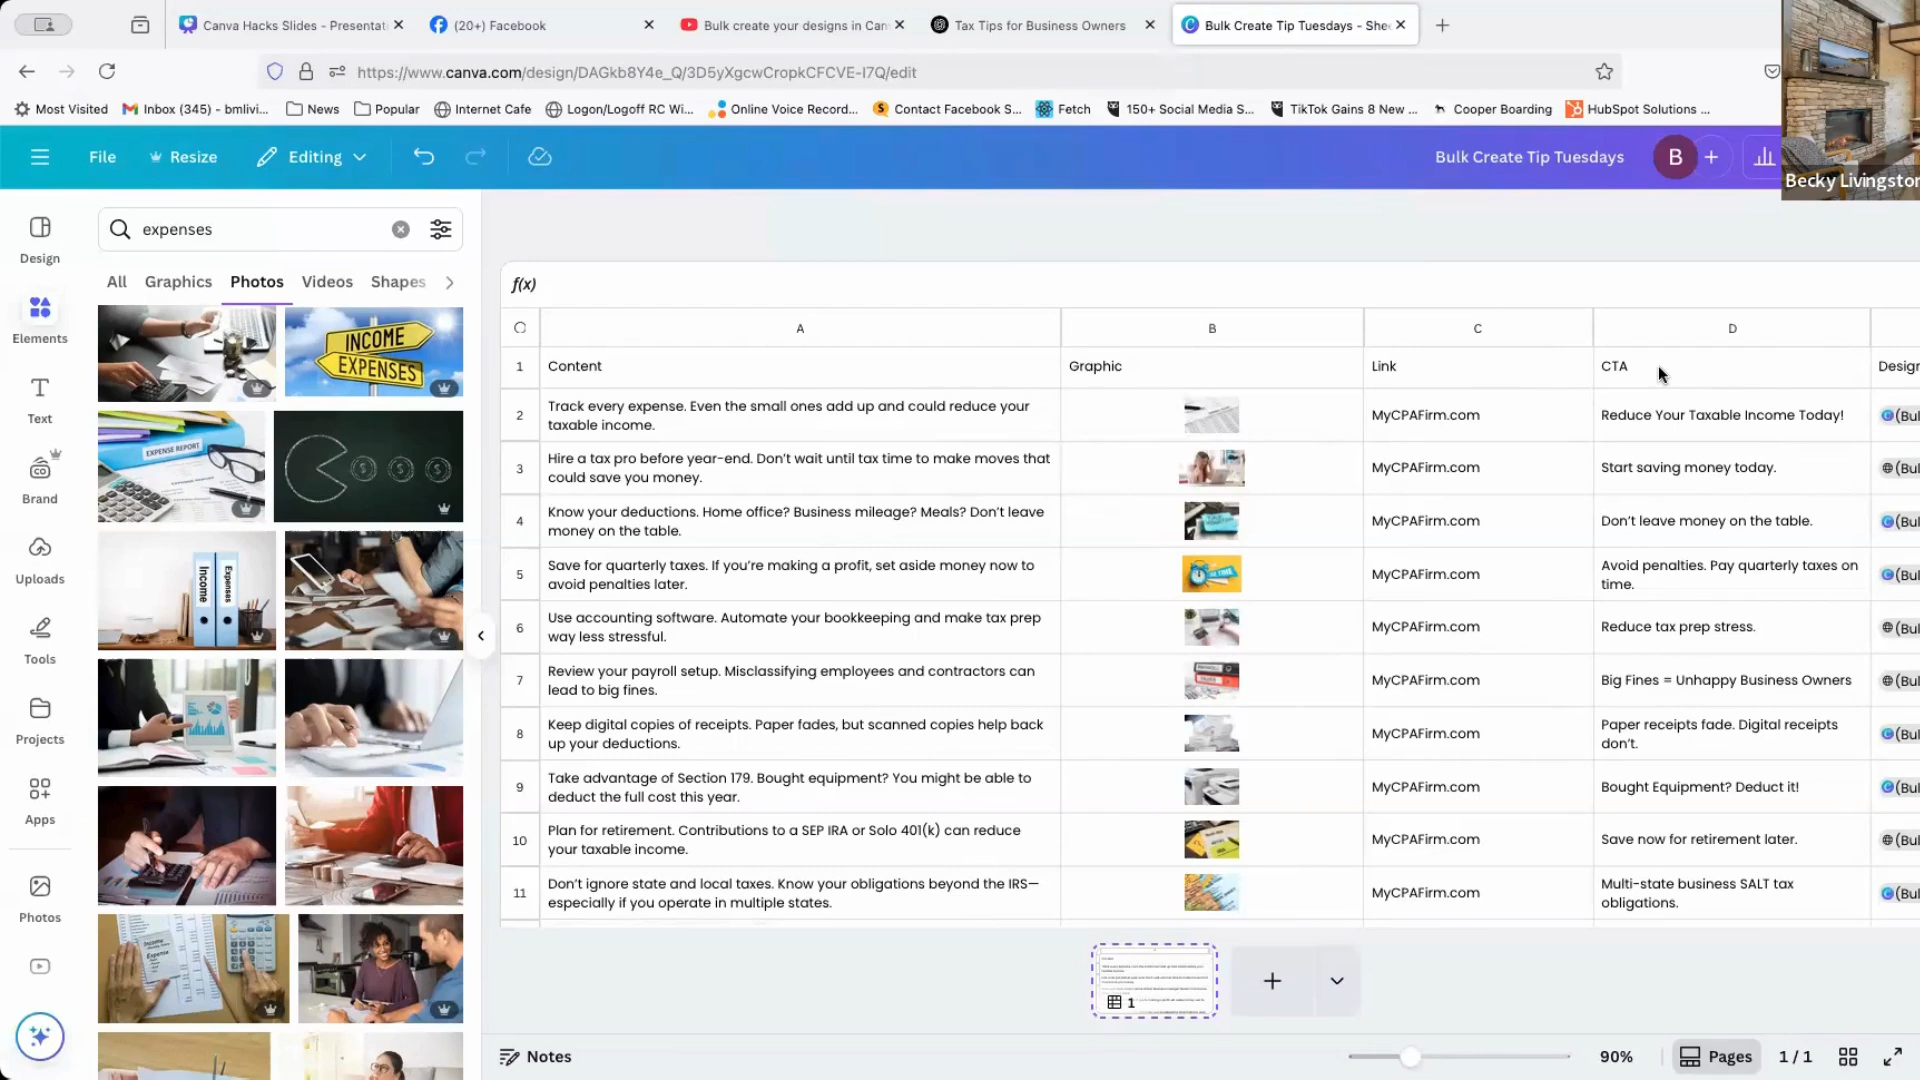 Canva Hacks Slides - Presentat
(20+) Facebook
Bulk create your designs in Can
Tax Tips for Business Owners
Bulk Create Tip Tuesdays - She
https://www.canva.com/design/DAGkb8Y4e_Q/3D5yXgcwCropkCFCVE-I7Q/edit
Most Visited
Inbox (345) - bmlivi...
News
Popular
Internet Cafe
Logon/Logoff RC Wi...
Online Voice Record...
Contact Facebook S...
Fetch
150+ Social Media S...
TikTok Gains 8 New ...
Cooper Boarding
HubSpot Solutions ...
File
Resize
Editing
Bulk Create Tip Tuesdays
B
Becky Livingston
expenses
Design
Elements
Text
Brand
Uploads
Tools
Projects
Apps
Photos
All
Graphics
Photos
Videos
Shapes
INCOME
EXPENSES
EXPENSE REPORT
Income
Expenses
Income
Expense
f(x)
A
B
C
D
1
Content
Graphic
Link
CTA
Design
2
Track every expense. Even the small ones add up and could reduce your
taxable income.
MyCPAFirm.com
Reduce Your Taxable Income Today!
(Bul
3
Hire a tax pro before year-end. Don't wait until tax time to make moves that
could save you money.
MyCPAFirm.com
Start saving money today.
(Bul
4
Know your deductions. Home office? Business mileage? Meals? Don't leave
money on the table.
MyCPAFirm.com
Don't leave money on the table.
(Bul
5
Save for quarterly taxes. If you're making a profit, set aside money now to
avoid penalties later.
MyCPAFirm.com
Avoid penalties. Pay quarterly taxes on
time.
(Bul
6
Use accounting software. Automate your bookkeeping and make tax prep
way less stressful.
MyCPAFirm.com
Reduce tax prep stress.
(Bul
7
Review your payroll setup. Misclassifying employees and contractors can
lead to big fines.
MyCPAFirm.com
Big Fines = Unhappy Business Owners
(Bul
8
Keep digital copies of receipts. Paper fades, but scanned copies help back
up your deductions.
MyCPAFirm.com
Paper receipts fade. Digital receipts
don't.
(Bul
9
Take advantage of Section 179. Bought equipment? You might be able to
deduct the full cost this year.
MyCPAFirm.com
Bought Equipment? Deduct it!
(Bul
10
Plan for retirement. Contributions to a SEP IRA or Solo 401(k) can reduce
your taxable income.
MyCPAFirm.com
Save now for retirement later.
(Bul
11
Don't ignore state and local taxes. Know your obligations beyond the IRS—
especially if you operate in multiple states.
MyCPAFirm.com
Multi-state business SALT tax
obligations.
(Bul
1
Notes
90%
Pages
1 / 1